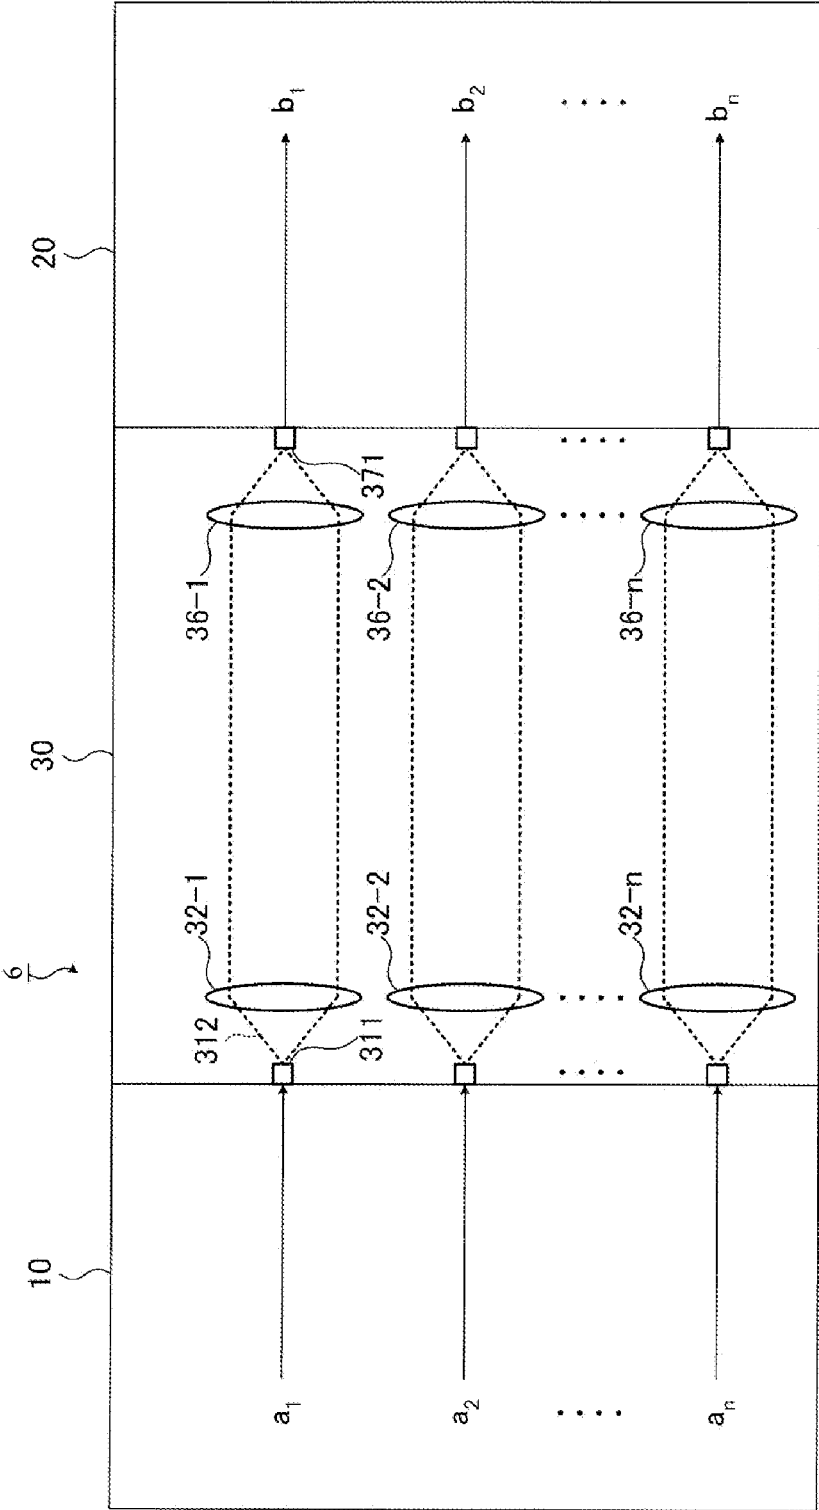 6
10
30
20
312
32-1
36-1
a1
311
371
b1
32-2
36-2
a2
b2
....
....
....
....
....
....
32-n
36-n
an
bn